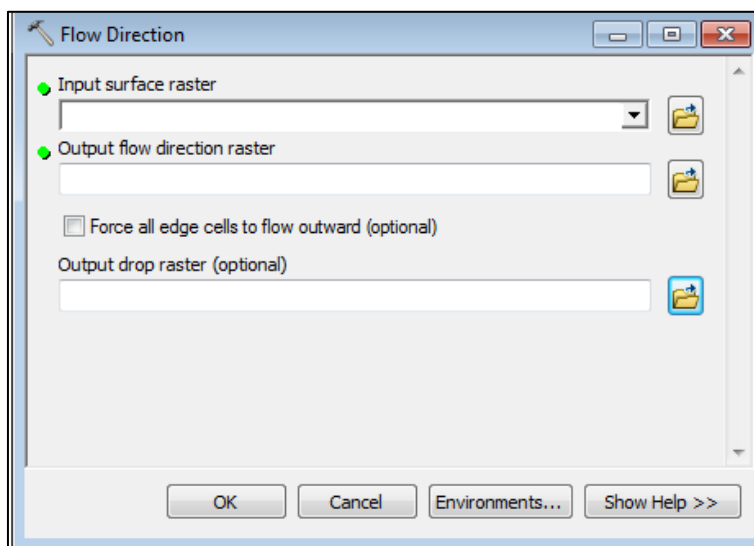 Flow Direction
Input surface raster
Output flow direction raster
Force all edge cells to flow outward (optional)
Output drop raster (optional)
OK
Cancel
Environments...
Show Help >>